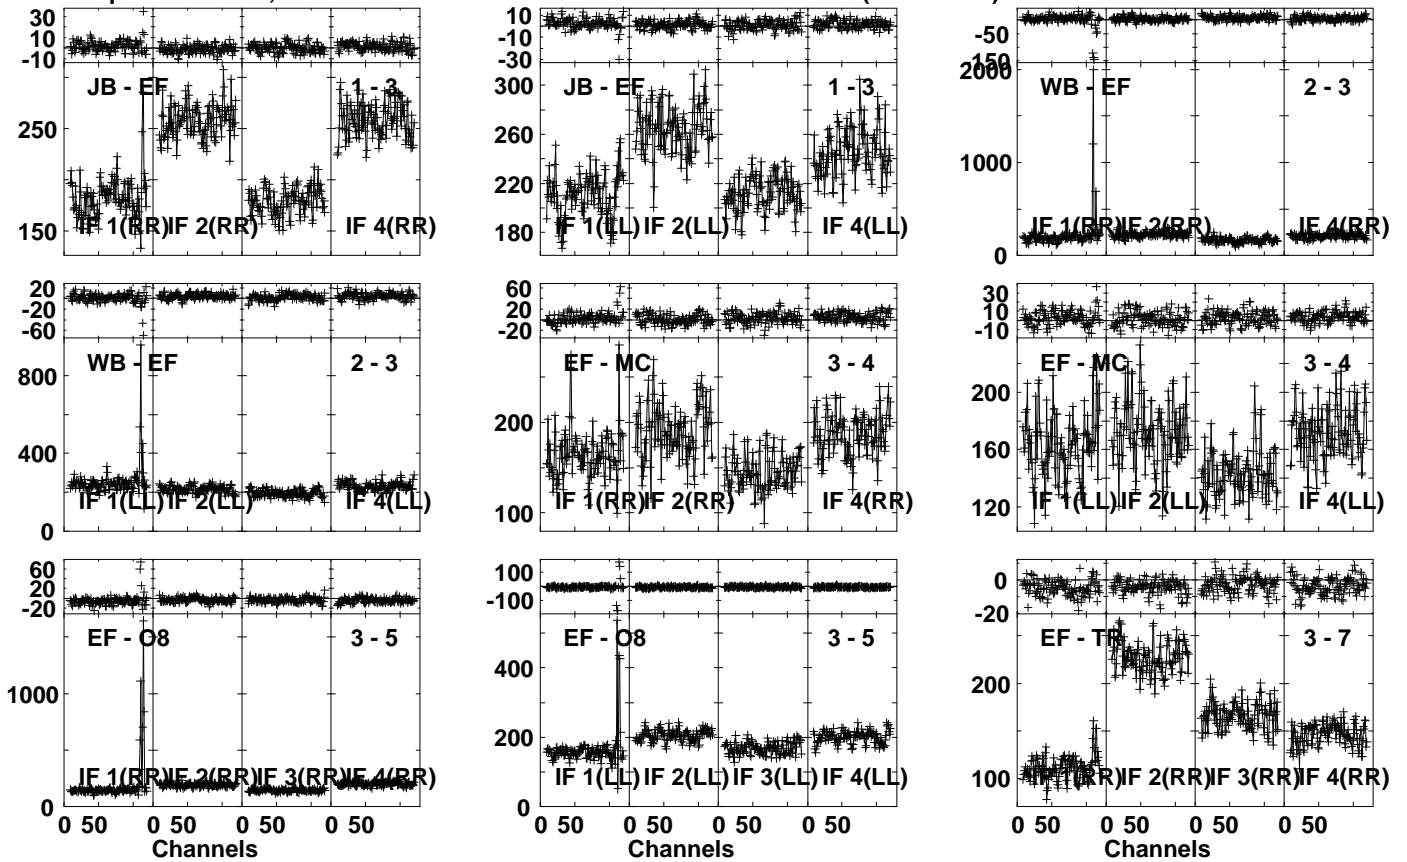 30
10
-10
JB - EF 1 - 3
250
150
IF 1(RR) IF 2(RR) IF 4(RR)
10
-10
-30
300 JB - EF 1 - 3
260
220
180
IF 1(LL) IF 2(LL) IF 4(LL)
-50
150
2000 WB - EF 2 - 3
1000
0
IF 1(RR) IF 2(RR) IF 4(RR)
20
-20
-60
WB - EF 2 - 3
800
400
0
IF 1(LL) IF 2(LL) IF 4(LL)
60
20
-20
EF - MC 3 - 4
200
100
IF 1(RR) IF 2(RR) IF 4(RR)
30
10
-10
EF - MC 3 - 4
200
160
120
IF 1(LL) IF 2(LL) IF 4(LL)
60
20
-20
EF - O8 3 - 5
1000
0
IF 1(RR) IF 2(RR) IF 3(RR) IF 4(RR)
0 50 0 0 0
Channels
100
-100
EF - O8 3 - 5
400
200
0
IF 1(LL) IF 2(LL) IF 3(LL) IF 4(LL)
0 50 0 0 0
Channels
0
-20
EF - TR 3 - 7
200
100
IF 1(RR) IF 2(RR) IF 3(RR) IF 4(RR)
0 50 0 0 0
Channels